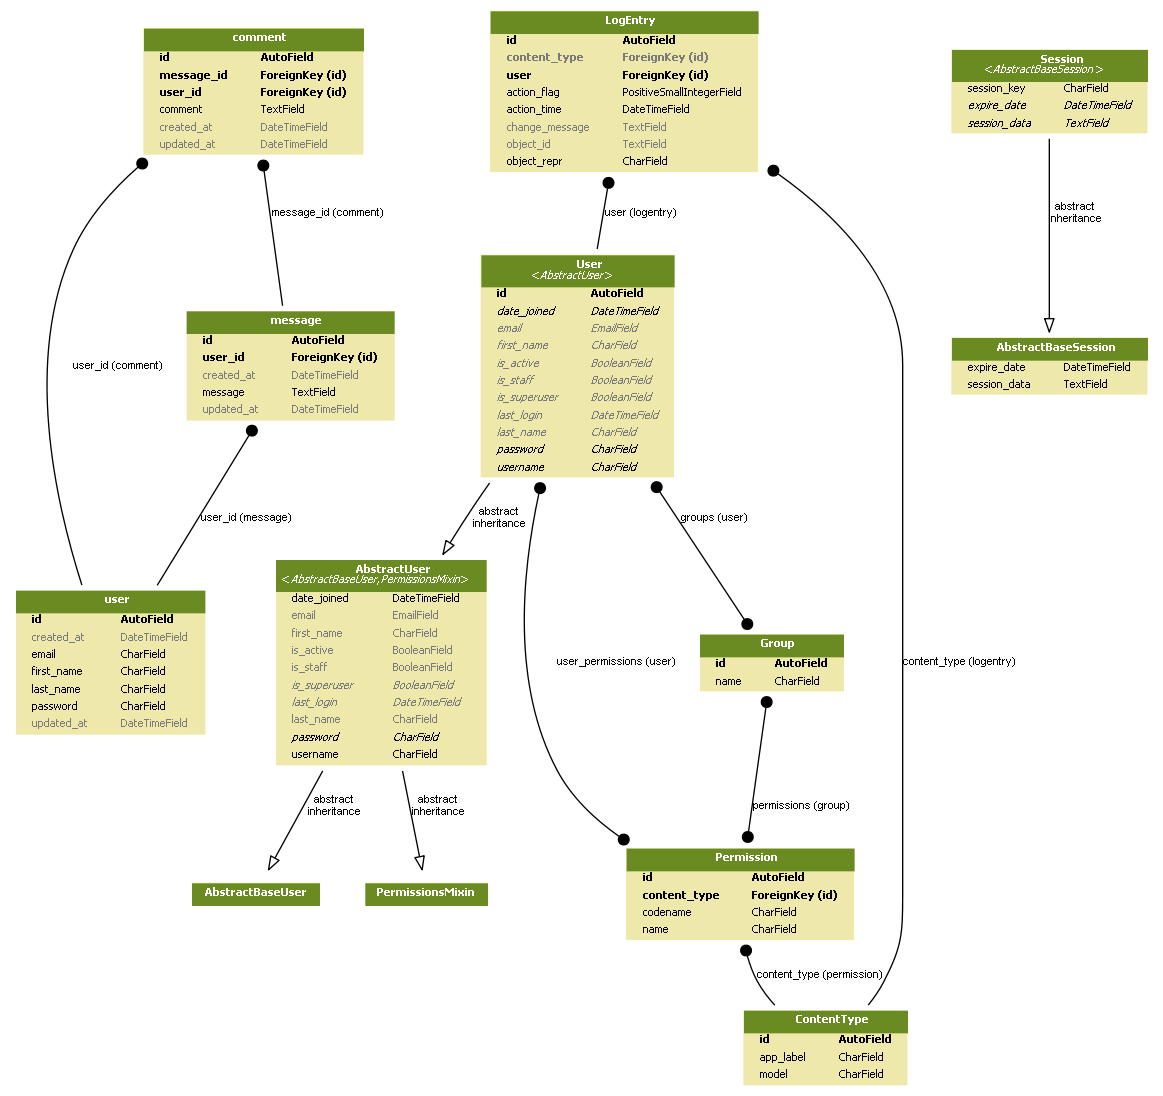 comment
id AutoField
message_id ForeignKey (id)
user_id ForeignKey (id)
comment TextField
created_at DateTimeField
updated_at DateTimeField
LogEntry
id AutoField
content_type ForeignKey (id)
user ForeignKey (id)
action_flag PositiveSmallIntegerField
action_time DateTimeField
change_message TextField
object_id TextField
object_repr CharField
Session
<AbstractBaseSession>
session_key CharField
expire_date DateTimeField
session_data TextField
message_id (comment)
user (logentry)
abstract
nheritance
User
<AbstractUser>
id AutoField
date_joined DateTimeField
email EmailField
first_name CharField
is_active BooleanField
is_staff BooleanField
is_superuser BooleanField
last_login DateTimeField
last_name CharField
password CharField
username CharField
message
id AutoField
user_id ForeignKey (id)
created_at DateTimeField
message TextField
updated_at DateTimeField
AbstractBaseSession
expire_date DateTimeField
session_data TextField
user_id (comment)
user_id (message)
abstract
inheritance
groups (user)
AbstractUser
<AbstractBaseUser,PermissionsMixin>
date_joined DateTimeField
email EmailField
first_name CharField
is_active BooleanField
is_staff BooleanField
is_superuser BooleanField
last_login DateTimeField
last_name CharField
password CharField
username CharField
user
id AutoField
created_at DateTimeField
email CharField
first_name CharField
last_name CharField
password CharField
updated_at DateTimeField
user_permissions (user)
Group
id AutoField
name CharField
content_type (logentry)
abstract
inheritance
abstract
inheritance
permissions (group)
AbstractBaseUser
PermissionsMixin
Permission
id AutoField
content_type ForeignKey (id)
codename CharField
name CharField
content_type (permission)
ContentType
id AutoField
app_label CharField
model CharField